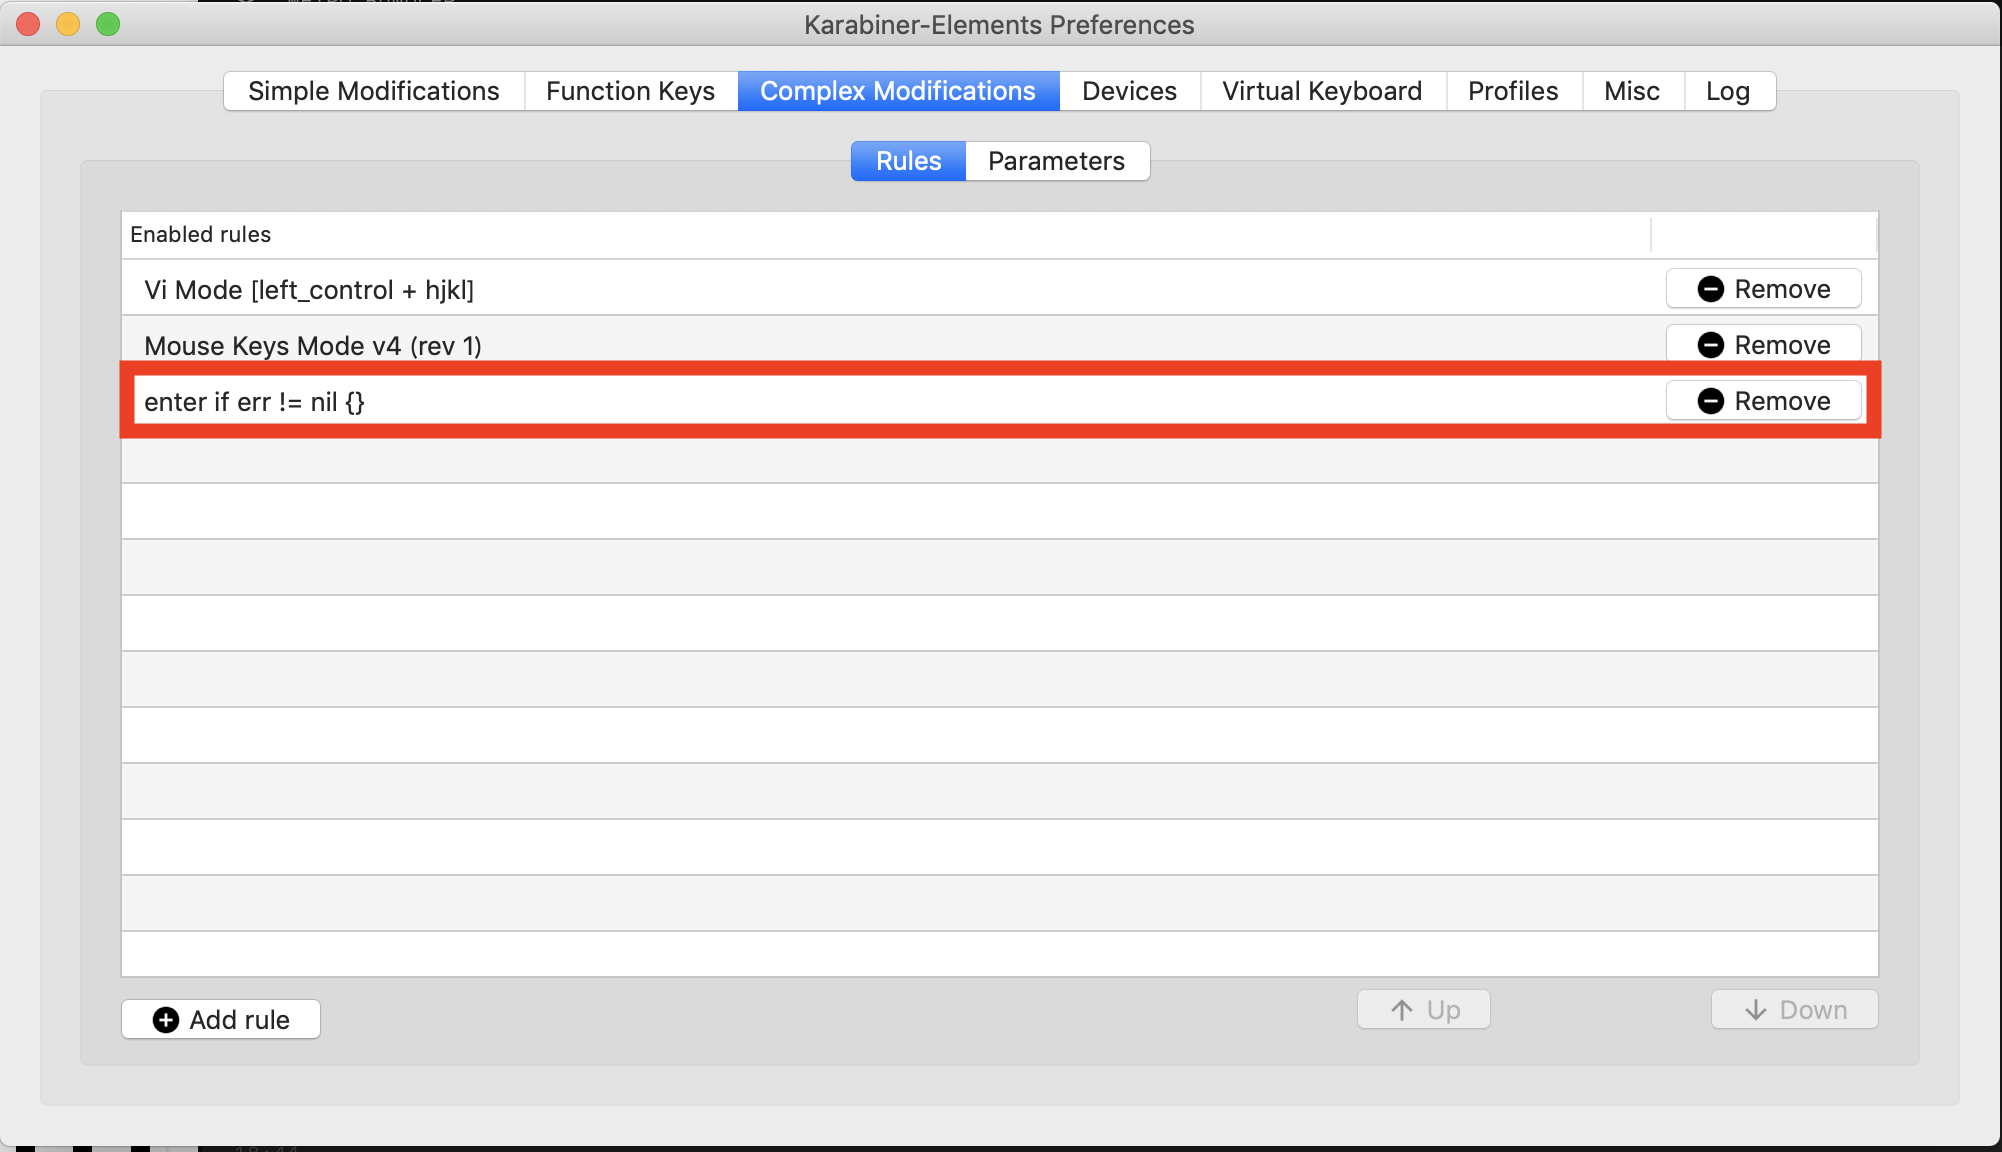 Karabiner-Elements Preferences
Simple Modifications Function Keys Complex Modifications Devices Virtual Keyboard Profiles Misc Log
Rules Parameters
Enabled rules
Vi Mode [left_control + hjkl] Remove
Mouse Keys Mode v4 (rev 1) Remove
enter if err != nil {} Remove
Add rule Up Down